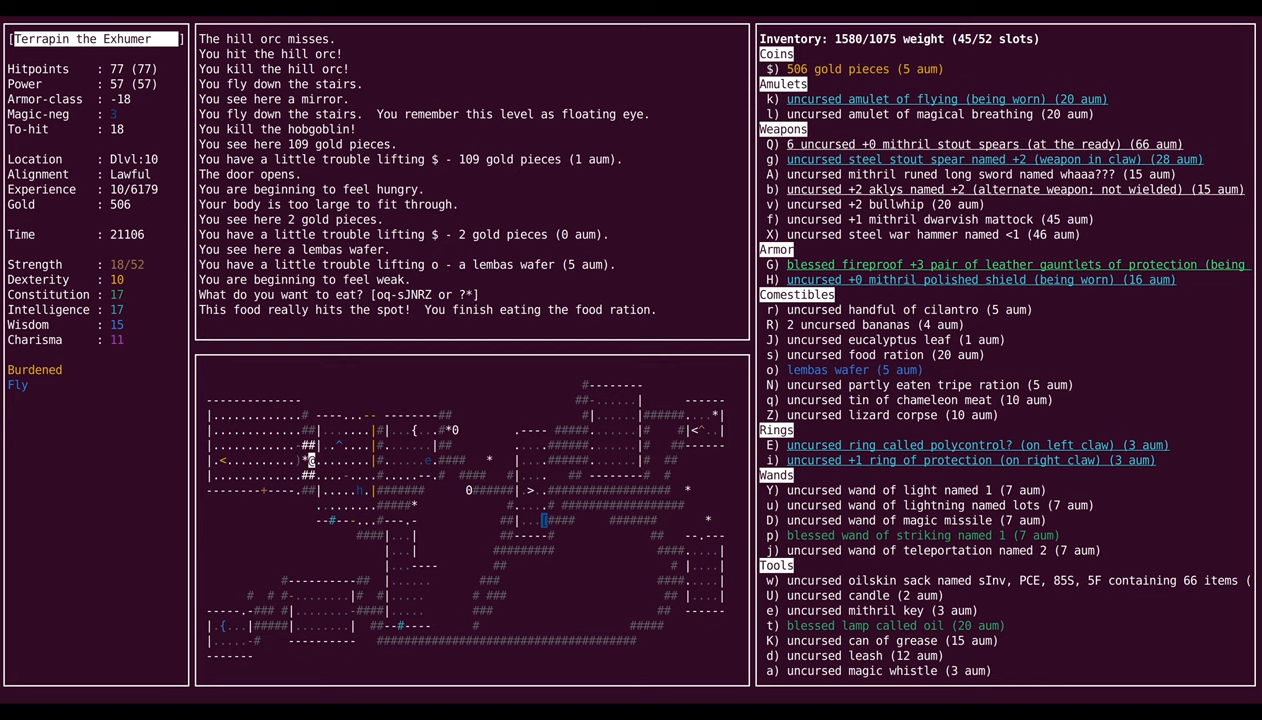 [Terrapin the Exhumer ]
Hitpoints : 77 (77)
Power : 57 (57)
Armor-class : -18
Magic-neg : 3
To-hit : 18
Location : Dlvl:10
Alignment : Lawful
Experience : 10/6179
Gold : 506
Time : 21106
Strength : 18/52
Dexterity : 10
Constitution : 17
Intelligence : 17
Wisdom : 15
Charisma : 11
Burdened
Fly
The hill orc misses.
You hit the hill orc!
You kill the hill orc!
You fly down the stairs.
You see here a mirror.
You fly down the stairs.  You remember this level as floating eye.
You kill the hobgoblin!
You see here 109 gold pieces.
You have a little trouble lifting $ - 109 gold pieces (1 aum).
The door opens.
You are beginning to feel hungry.
Your body is too large to fit through.
You see here 2 gold pieces.
You have a little trouble lifting $ - 2 gold pieces (0 aum).
You see here a lembas wafer.
You have a little trouble lifting o - a lembas wafer (5 aum).
You are beginning to feel weak.
What do you want to eat? [oq-sJNRZ or ?*]
This food really hits the spot!  You finish eating the food ration.
Inventory: 1580/1075 weight (45/52 slots)
Coins
$) 506 gold pieces (5 aum)
Amulets
k) uncursed amulet of flying (being worn) (20 aum)
l) uncursed amulet of magical breathing (20 aum)
Weapons
Q) 6 uncursed +0 mithril stout spears (at the ready) (66 aum)
g) uncursed steel stout spear named +2 (weapon in claw) (28 aum)
A) uncursed mithril runed long sword named whaaa??? (15 aum)
b) uncursed +2 aklys named +2 (alternate weapon; not wielded) (15 aum)
v) uncursed +2 bullwhip (20 aum)
f) uncursed +1 mithril dwarvish mattock (45 aum)
X) uncursed steel war hammer named <1 (46 aum)
Armor
G) blessed fireproof +3 pair of leather gauntlets of protection (being
H) uncursed +0 mithril polished shield (being worn) (16 aum)
Comestibles
r) uncursed handful of cilantro (5 aum)
R) 2 uncursed bananas (4 aum)
J) uncursed eucalyptus leaf (1 aum)
s) uncursed food ration (20 aum)
o) lembas wafer (5 aum)
N) uncursed partly eaten tripe ration (5 aum)
q) uncursed tin of chameleon meat (10 aum)
Z) uncursed lizard corpse (10 aum)
Rings
E) uncursed ring called polycontrol? (on left claw) (3 aum)
i) uncursed +1 ring of protection (on right claw) (3 aum)
Wands
Y) uncursed wand of light named 1 (7 aum)
u) uncursed wand of lightning named lots (7 aum)
D) uncursed wand of magic missile (7 aum)
p) blessed wand of striking named 1 (7 aum)
j) uncursed wand of teleportation named 2 (7 aum)
Tools
w) uncursed oilskin sack named sInv, PCE, 85S, 5F containing 66 items (
U) uncursed candle (2 aum)
e) uncursed mithril key (3 aum)
t) blessed lamp called oil (20 aum)
K) uncursed can of grease (15 aum)
d) uncursed leash (12 aum)
a) uncursed magic whistle (3 aum)